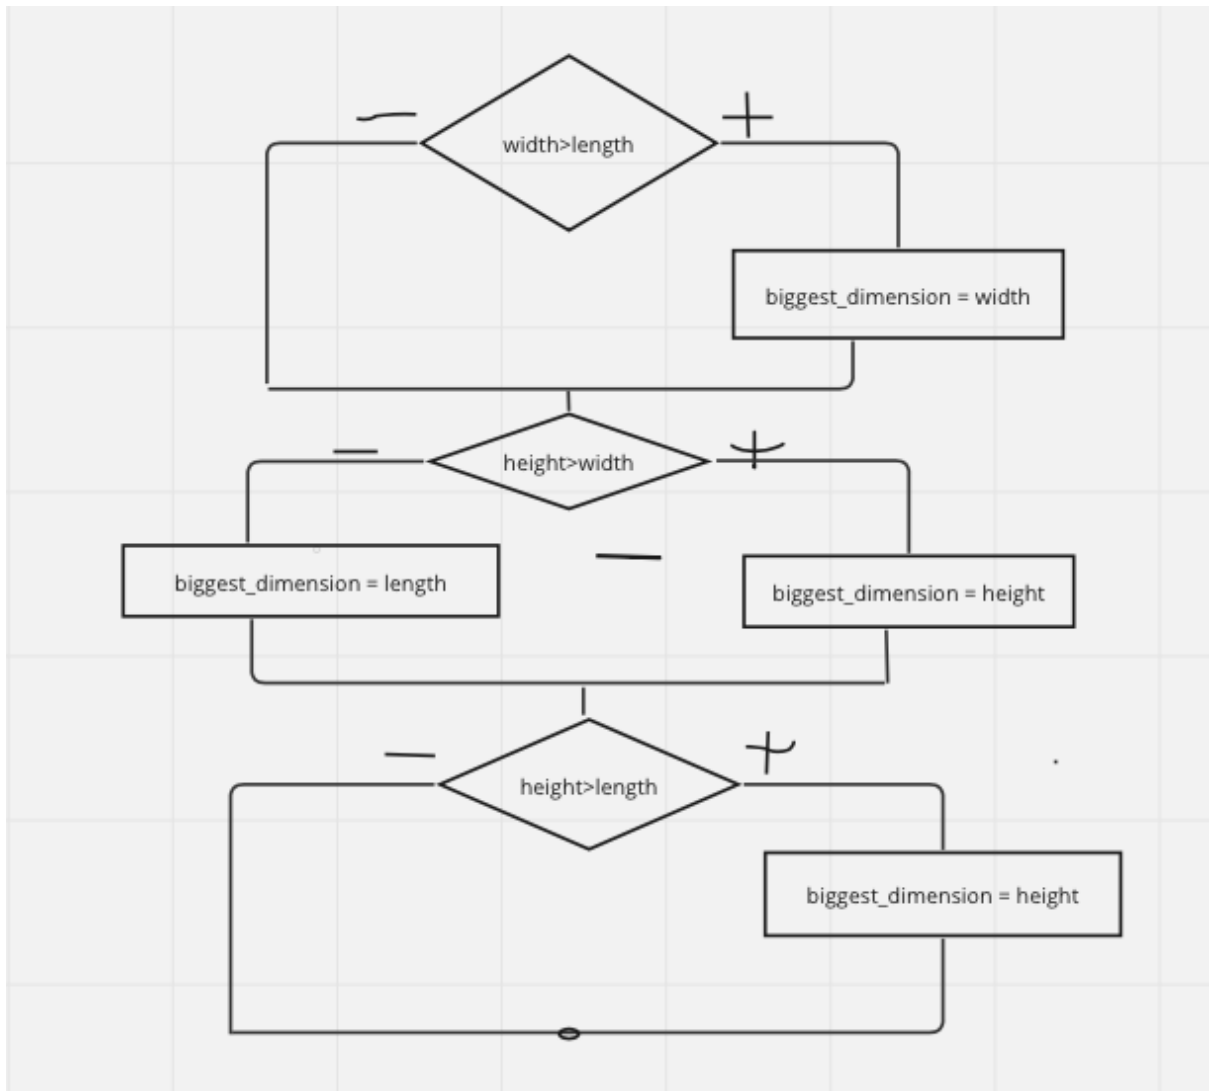 — +
width>length
biggest_dimension = width
— +
height>width
biggest_dimension = length
—
biggest_dimension = height
— +
height>length
biggest_dimension = height